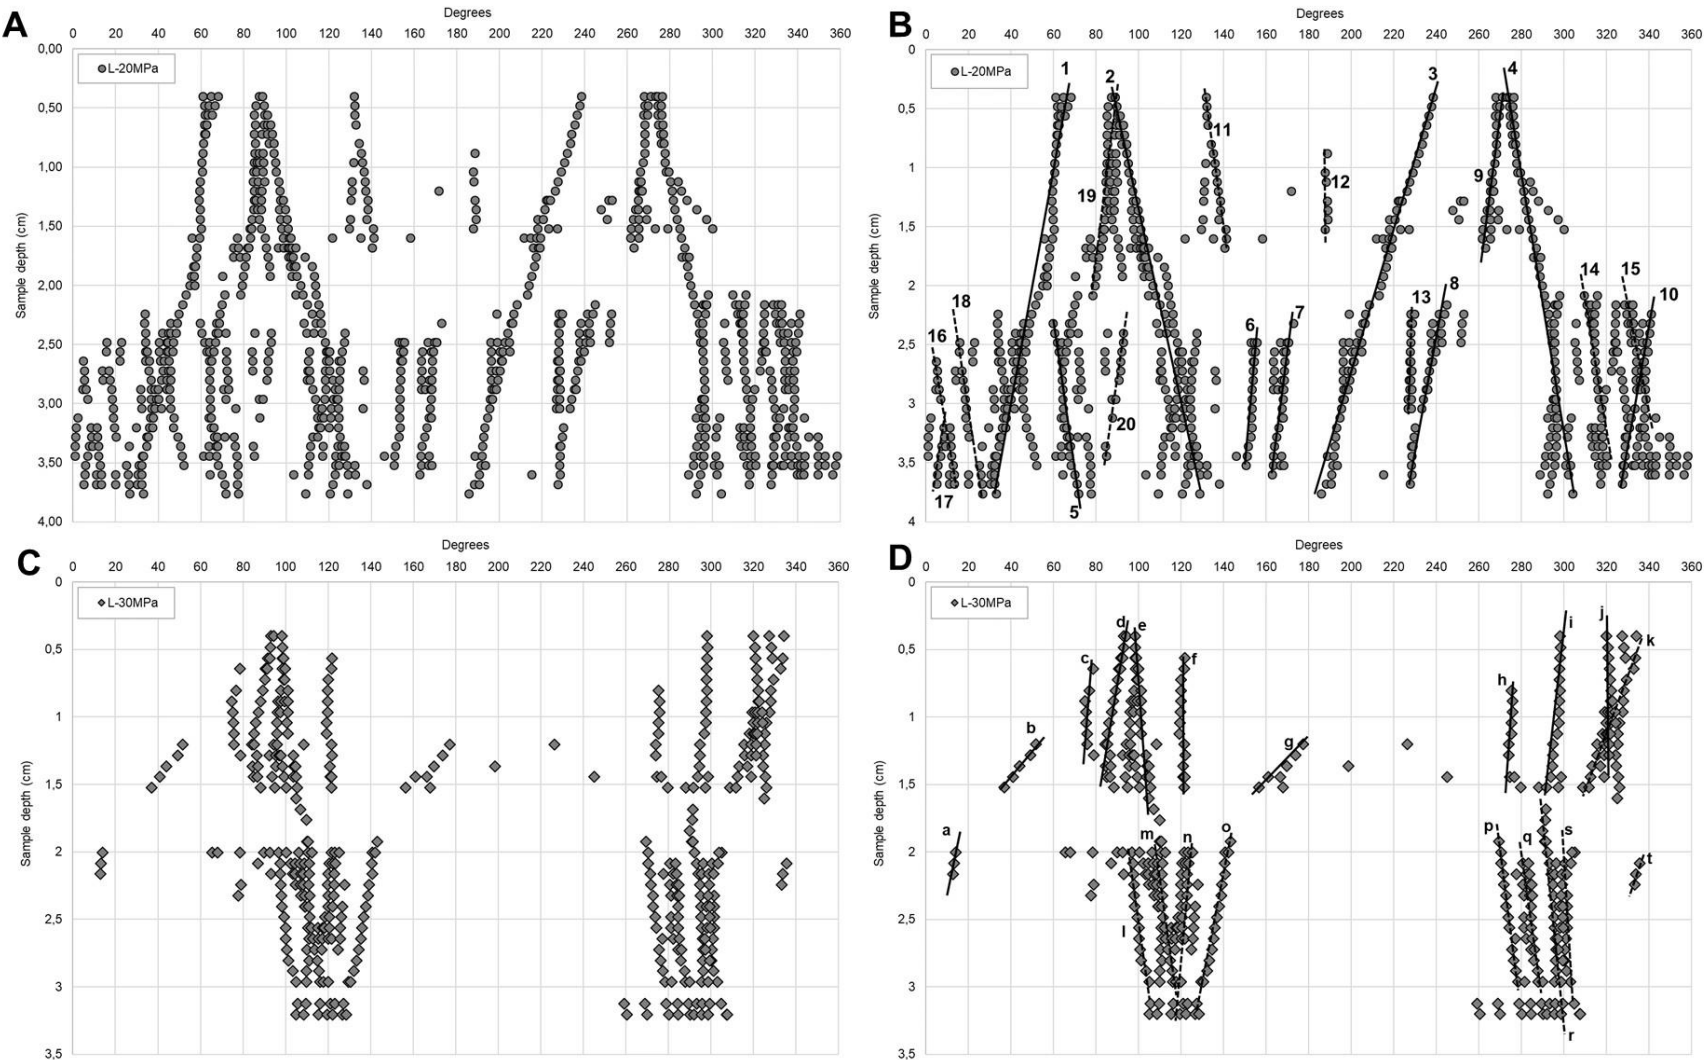 A
Degrees
0 20 40 60 80 100 120 140 160 180 200 220 240 260 280 300 320 340 360
0,00
L-20MPa
0,50
1,00
1,50
2,00
2,50
3,00
3,50
4,00
Sample depth (cm)
B
Degrees
0 20 40 60 80 100 120 140 160 180 200 220 240 260 280 300 320 340 360
0
L-20MPa
1 2 3 4
0,5
11
1
9
12
19
1,5
2
14 15
8 10
18
13
7
6
16
2,5
3
20
3,5
17
5
4
Sample depth (cm)
C
Degrees
0 20 40 60 80 100 120 140 160 180 200 220 240 260 280 300 320 340 360
0
L-30MPa
0,5
1
1,5
2
2,5
3
3,5
Sample depth (cm)
D
Degrees
0 20 40 60 80 100 120 140 160 180 200 220 240 260 280 300 320 340 360
0
L-30MPa
d e i j
k
0,5
c f
h
1
b
g
1,5
a m n o p q s
2
t
2,5
l
3
r
3,5
Sample depth (cm)